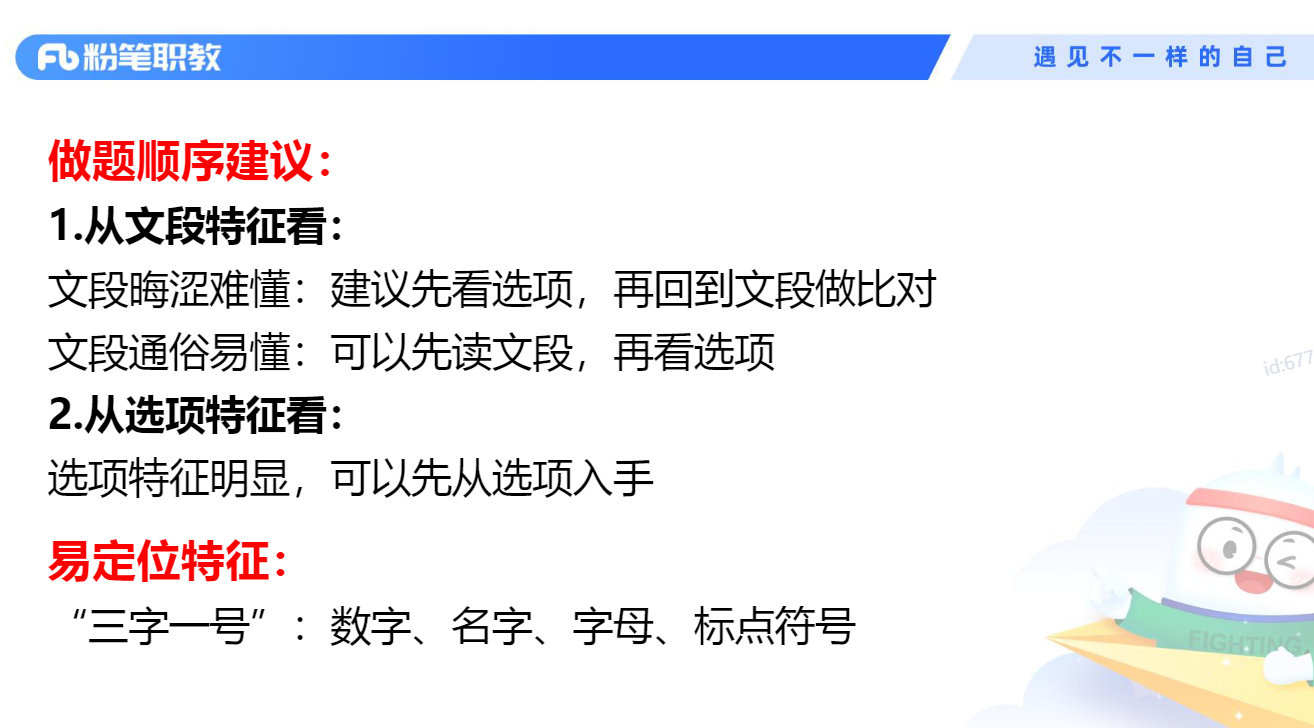 粉笔职教
遇见不一样的自己
做题顺序建议：
1.从文段特征看：
文段晦涩难懂：建议先看选项，再回到文段做比对
文段通俗易懂：可以先读文段，再看选项
2.从选项特征看：
选项特征明显，可以先从选项入手
易定位特征：
“三字一号”：数字、名字、字母、标点符号
id:677
FIGHTING